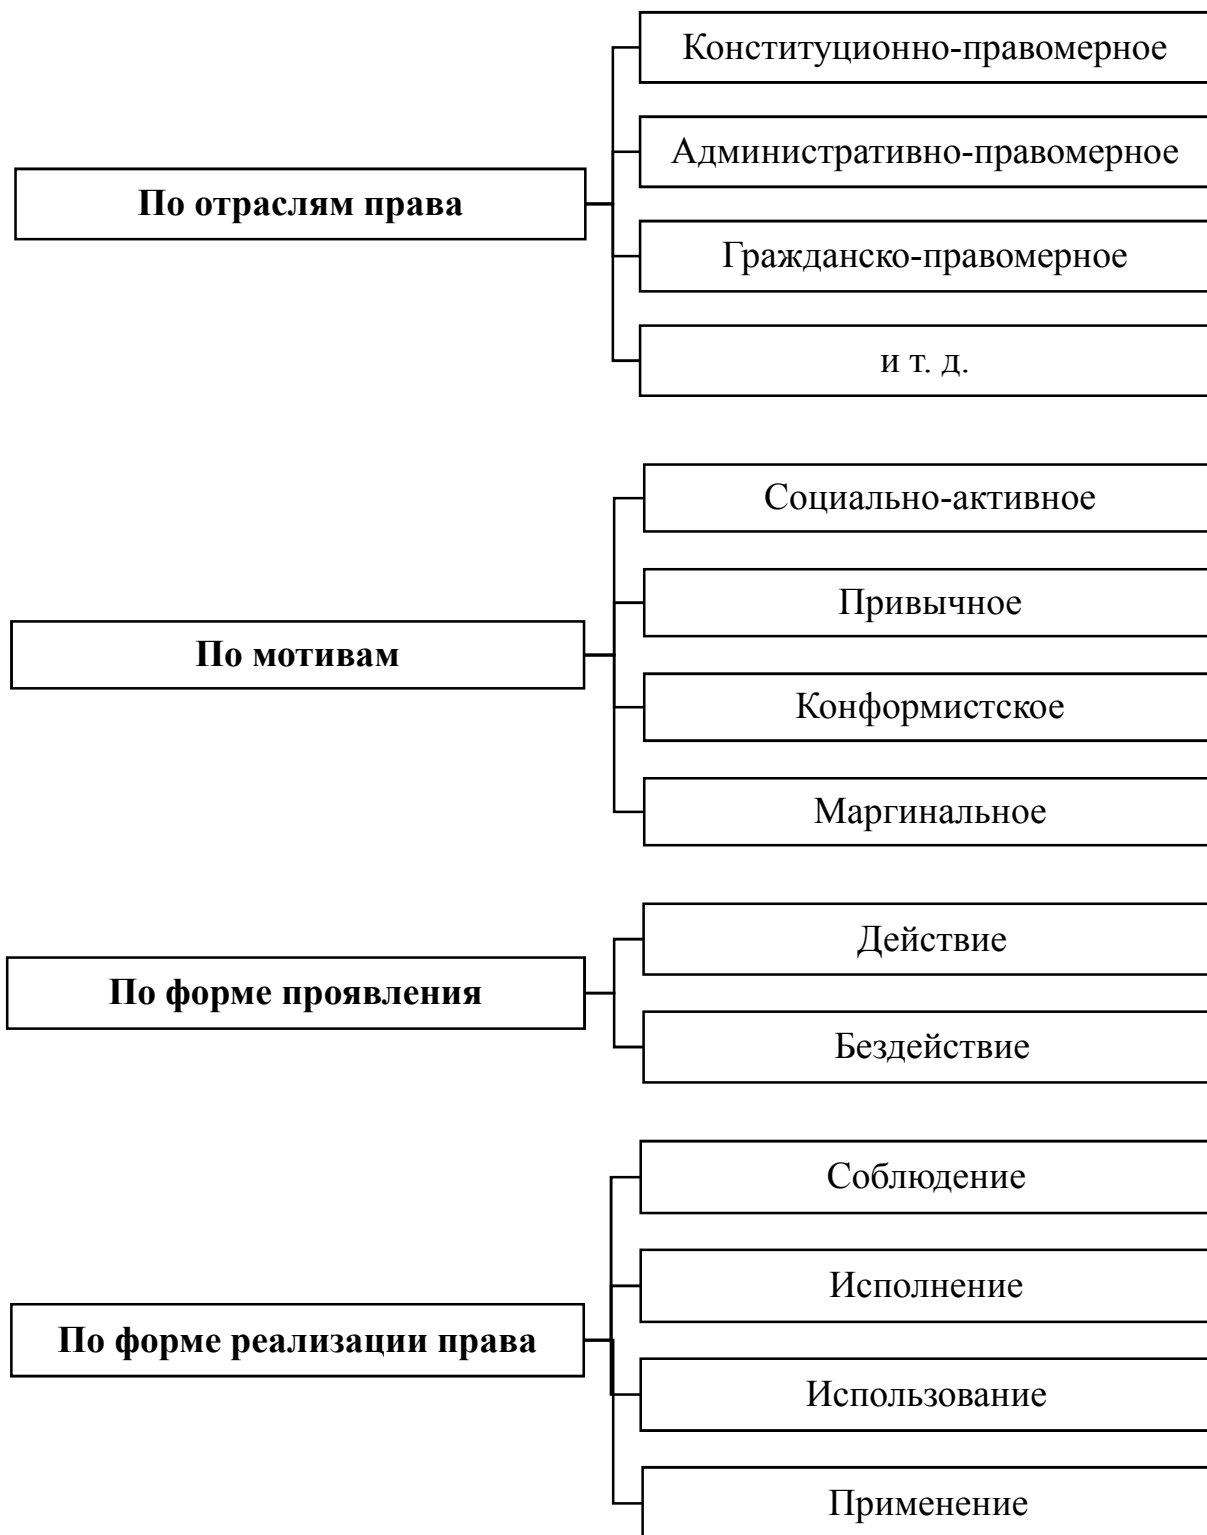 По отраслям права
Конституционно-правомерное
Административно-правомерное
Гражданско-правомерное
и т. д.
По мотивам
Социально-активное
Привычное
Конформистское
Маргинальное
По форме проявления
Действие
Бездействие
По форме реализации права
Соблюдение
Исполнение
Использование
Применение